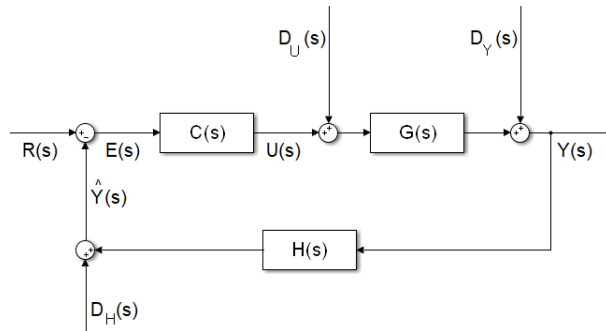 D_U(s)
D_Y(s)
C(s)
G(s)
R(s)
E(s)
U(s)
Y(s)
Ŷ(s)
H(s)
D_H(s)